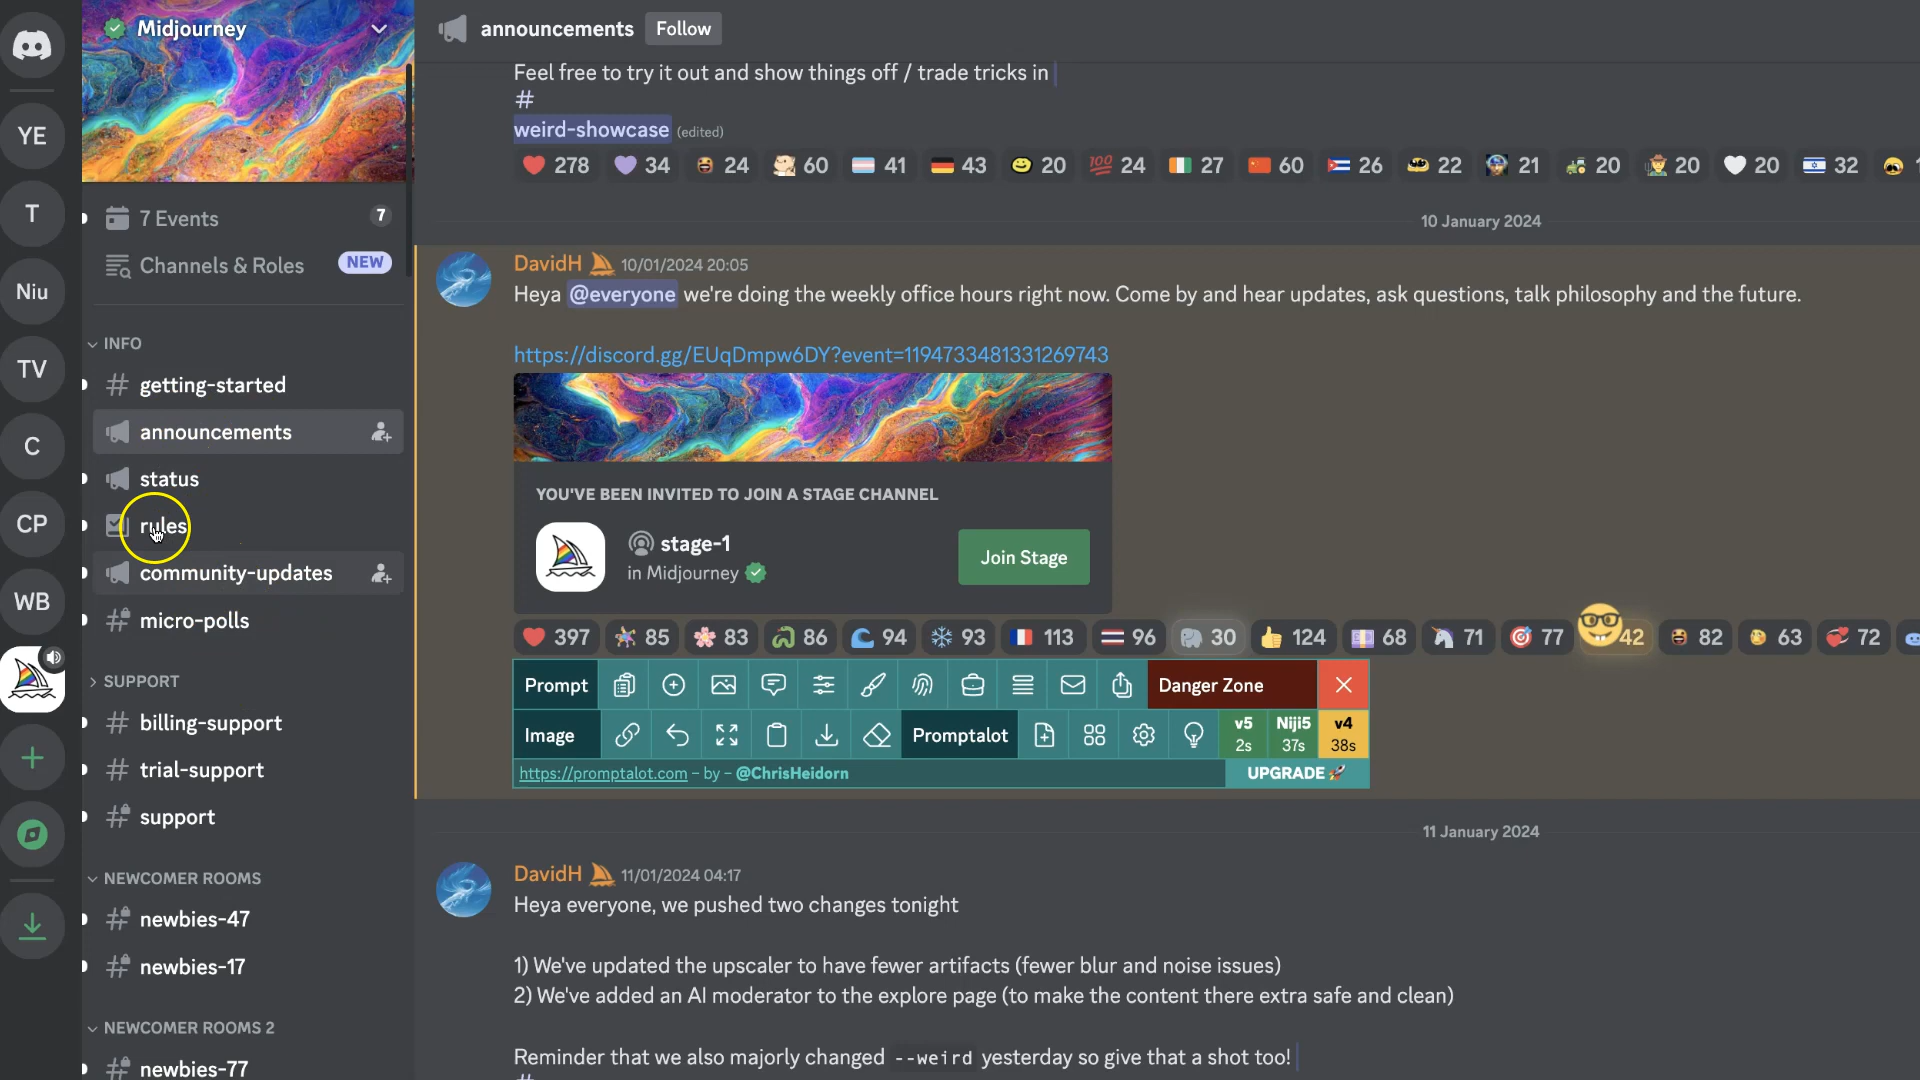 Midjourney
7 Events
7
Channels & Roles
NEW
INFO
getting-started
announcements
status
rules
community-updates
micro-polls
SUPPORT
billing-support
trial-support
support
NEWCOMER ROOMS
newbies-47
newbies-17
NEWCOMER ROOMS 2
newbies-77
YE
T
Niu
TV
C
CP
WB
announcements
Follow
Feel free to try it out and show things off / trade tricks in
#
weird-showcase (edited)
278 34 24 60 41 43 20 100 24 27 60 26 22 21 20 20 20 32
10 January 2024
DavidH 10/01/2024 20:05
Heya @everyone we're doing the weekly office hours right now. Come by and hear updates, ask questions, talk philosophy and the future.
https://discord.gg/EUqDmpw6DY?event=1194733481331269743
YOU'VE BEEN INVITED TO JOIN A STAGE CHANNEL
stage-1
in Midjourney
Join Stage
397 85 83 86 94 93 113 96 30 124 68 71 77 42 82 63 72
Prompt
Danger Zone
Image
Promptalot
v5
2s
Niji5
37s
v4
38s
https://promptalot.com – by – @ChrisHeidorn
UPGRADE
11 January 2024
DavidH 11/01/2024 04:17
Heya everyone, we pushed two changes tonight
1) We've updated the upscaler to have fewer artifacts (fewer blur and noise issues)
2) We've added an AI moderator to the explore page (to make the content there extra safe and clean)
Reminder that we also majorly changed --weird yesterday so give that a shot too!